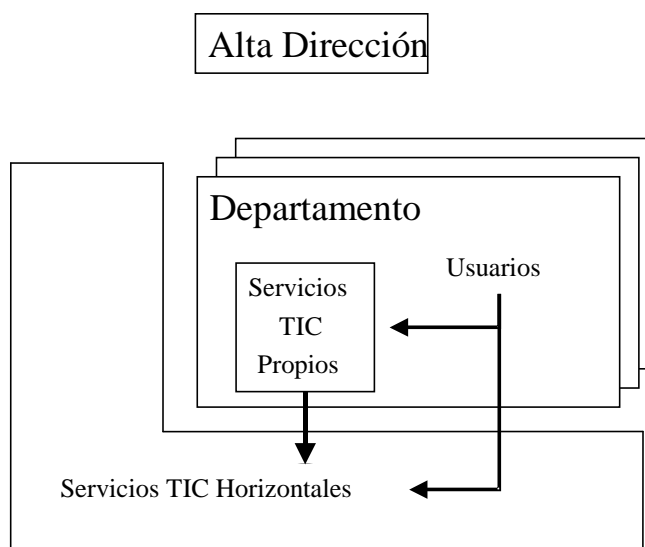 Alta Dirección
Departamento
Usuarios
Servicios
TIC
Propios
Servicios TIC Horizontales